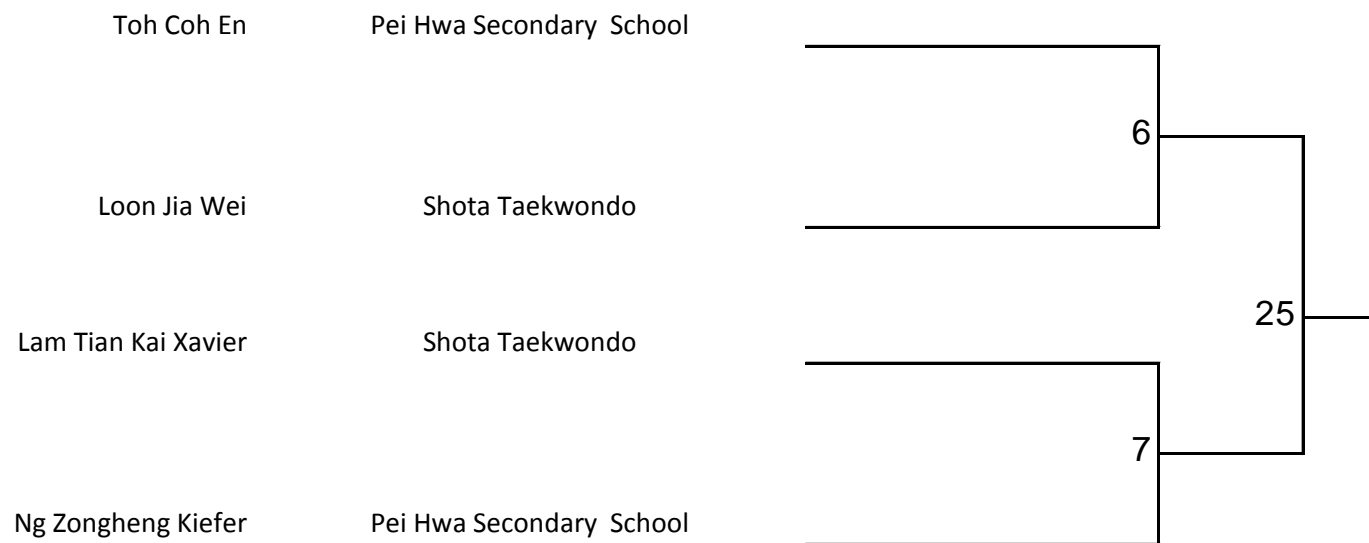 Toh Coh En Pei Hwa Secondary School
6
Loon Jia Wei Shota Taekwondo
25
Lam Tian Kai Xavier Shota Taekwondo
7
Ng Zongheng Kiefer Pei Hwa Secondary School